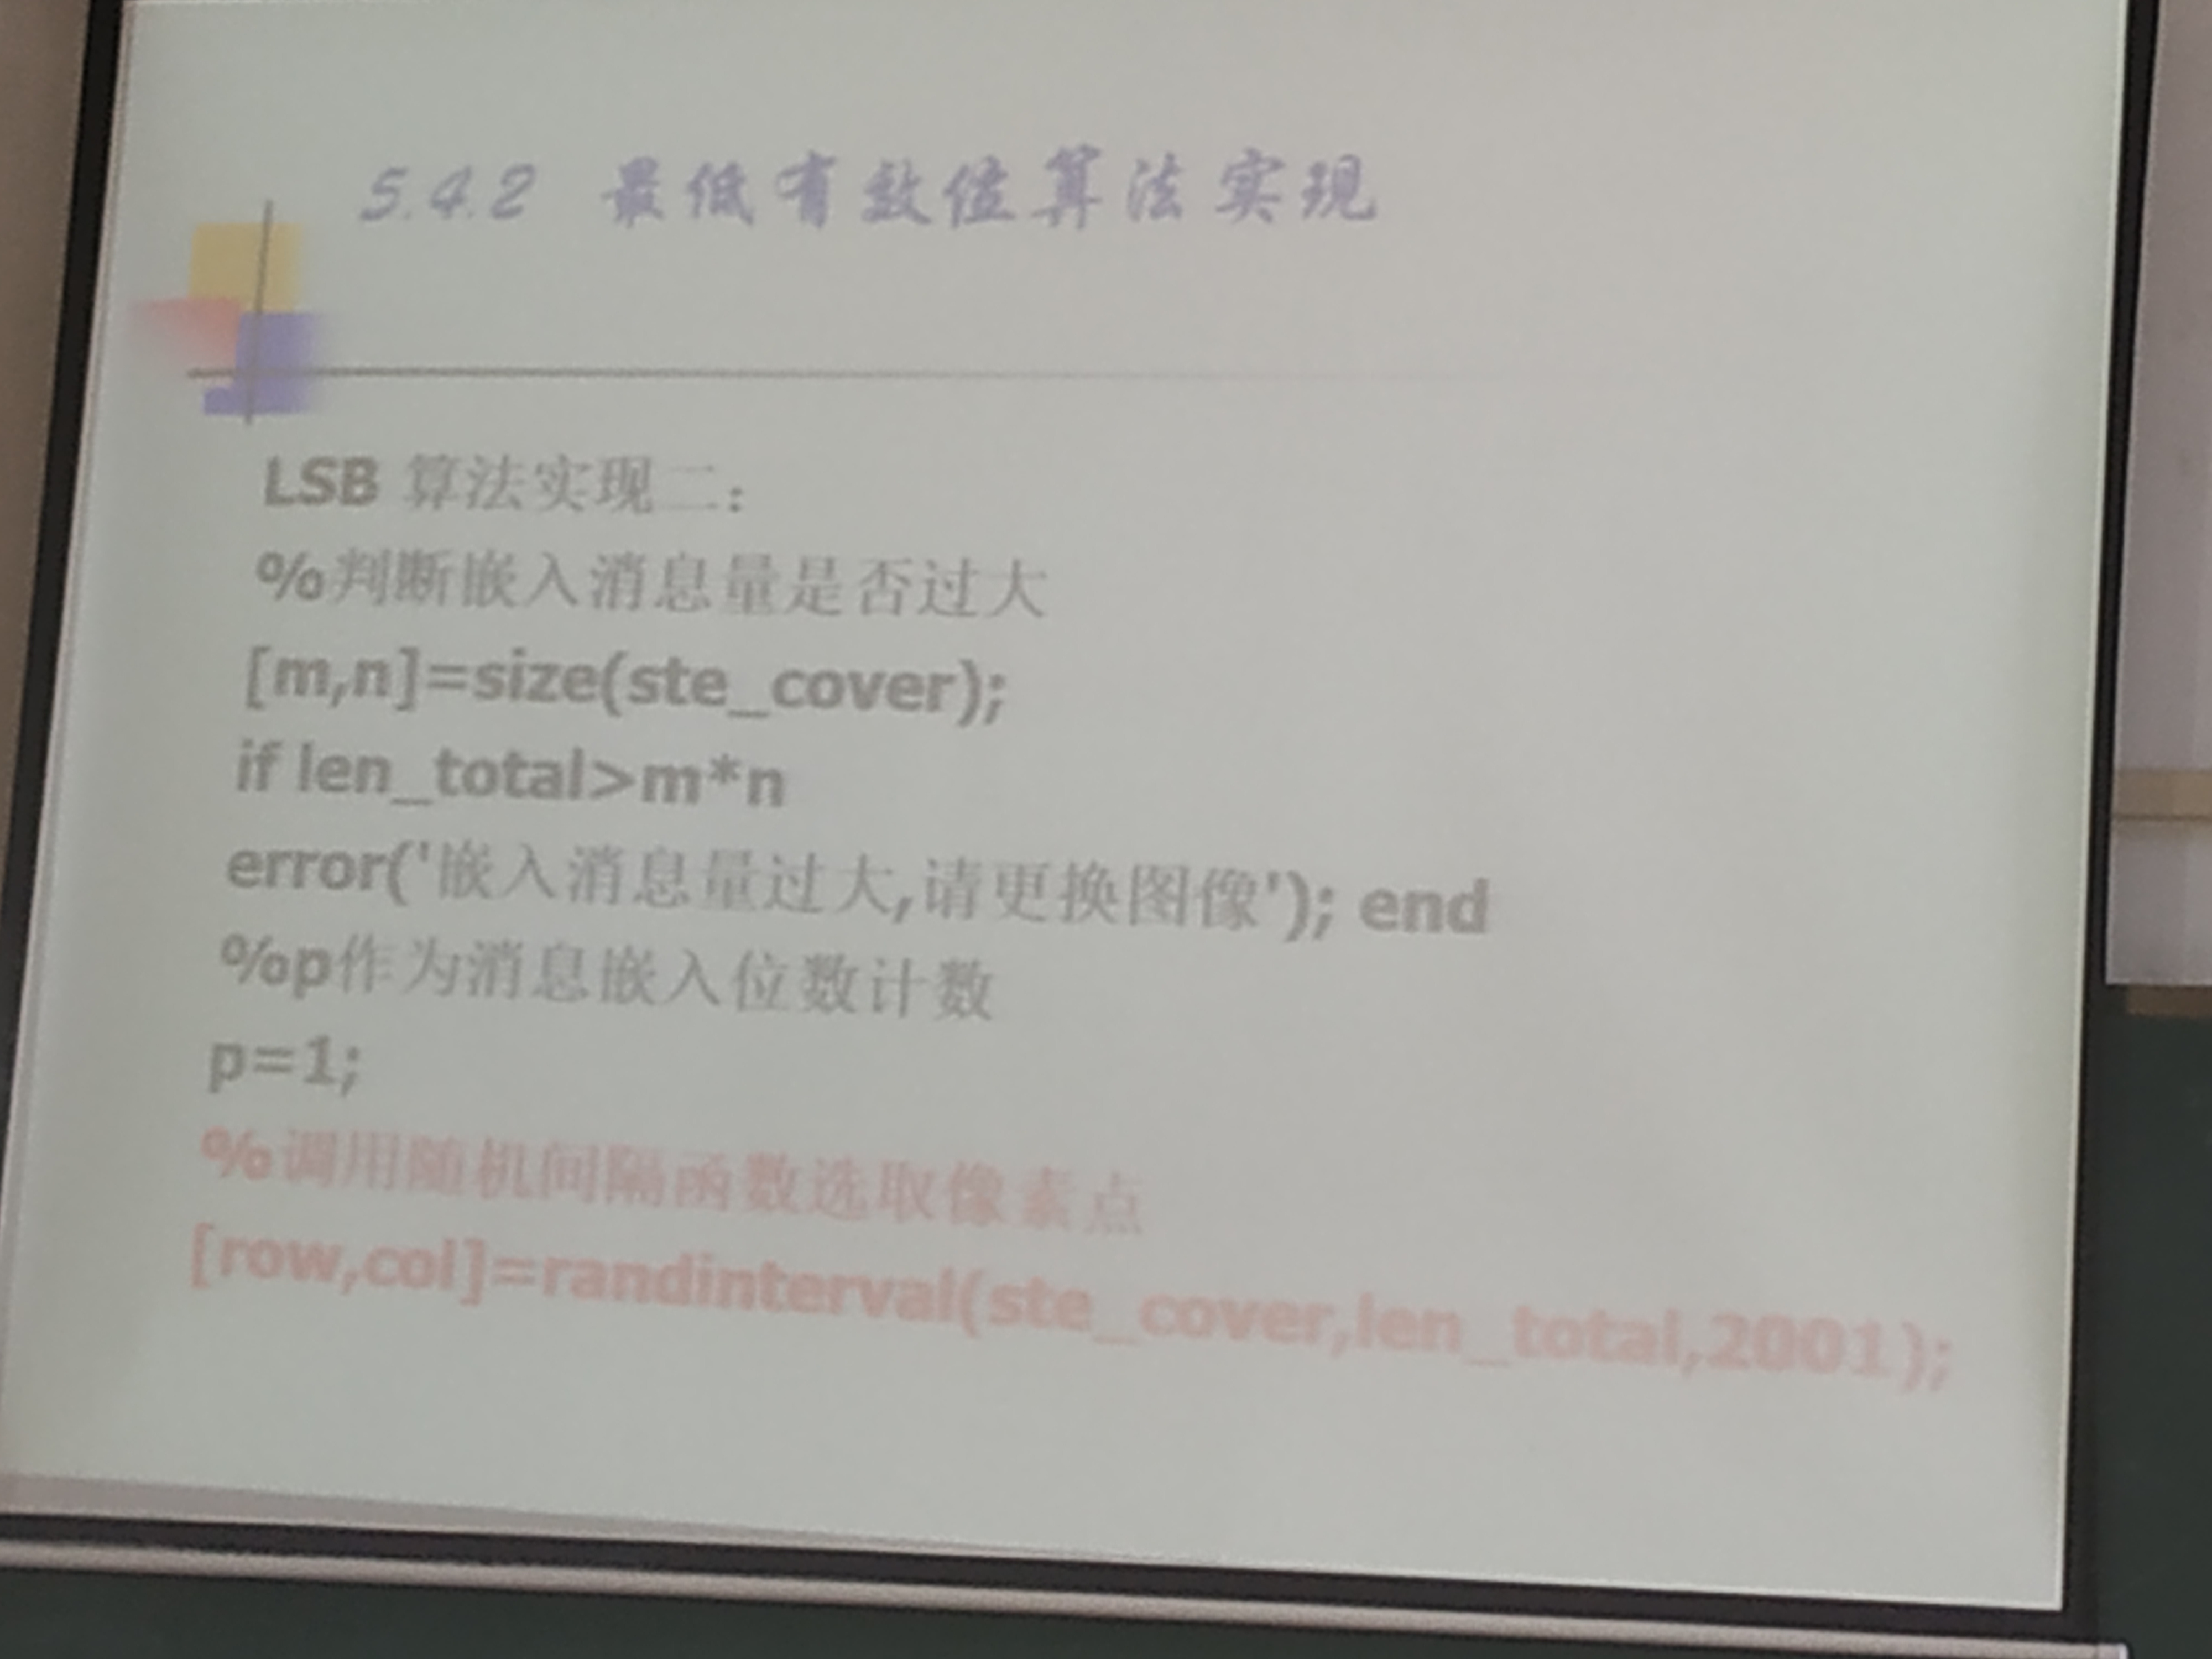 5.4.2 最低有效位算法实现
LSB 算法实现二：
%判断嵌入消息量是否过大
[m,n]=size(ste_cover);
if len_total>m*n
error('嵌入消息量过大,请更换图像'); end
%p作为消息嵌入位数计数
p=1;
%调用随机间隔函数选取像素点
[row,col]=randinterval(ste_cover,len_total,2001);